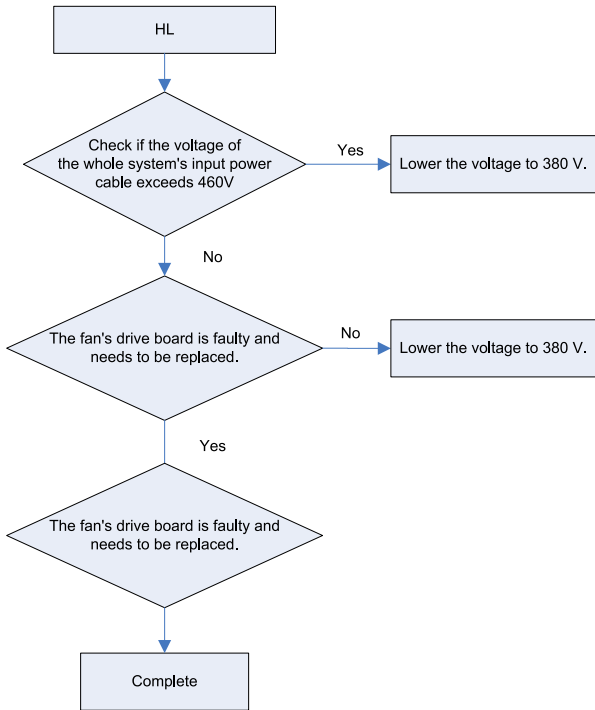 HL
Check if the voltage of
the whole system's input power
cable exceeds 460V
Yes
Lower the voltage to 380 V.
No
The fan's drive board is faulty and
needs to be replaced.
No
Lower the voltage to 380 V.
Yes
The fan's drive board is faulty and
needs to be replaced.
Complete